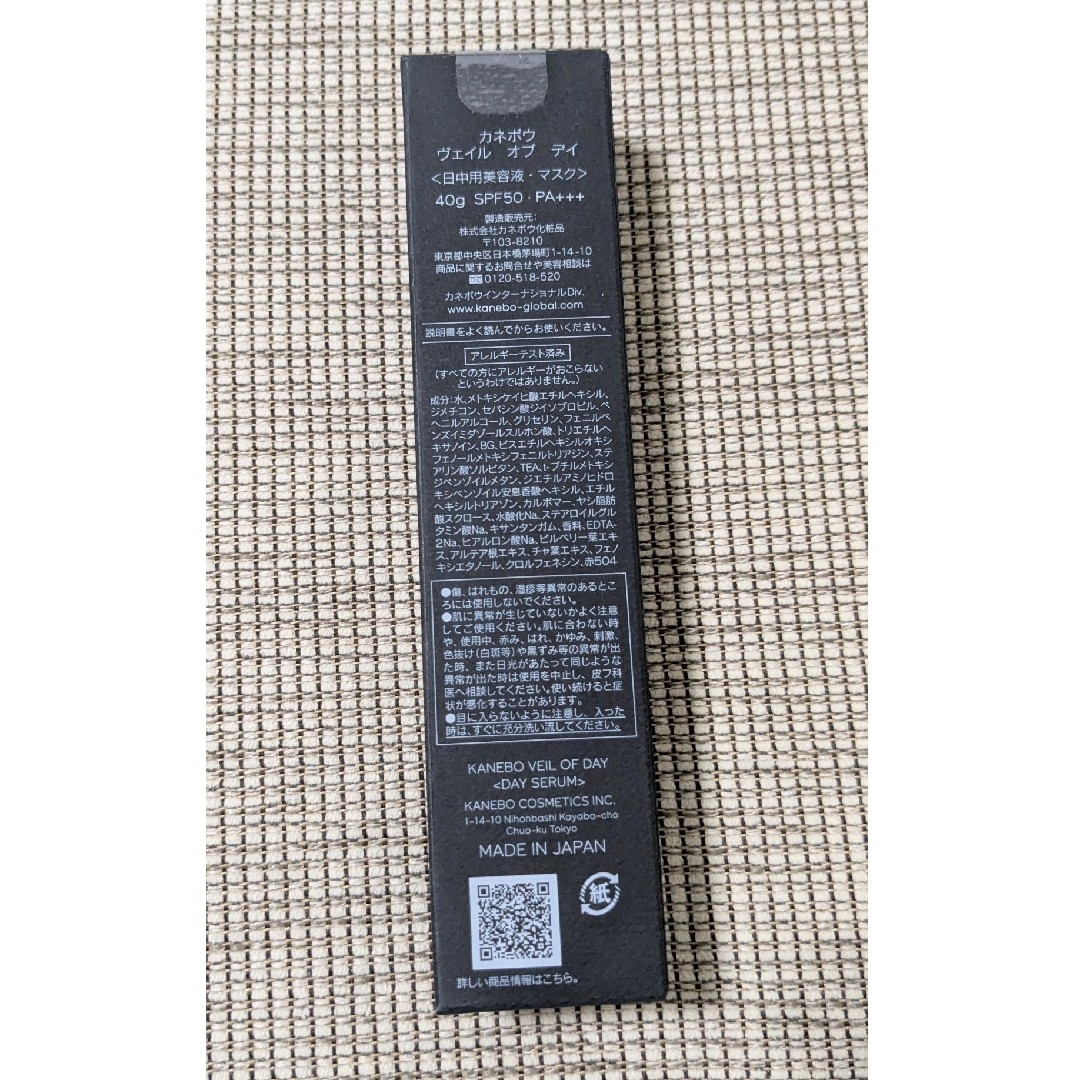 カネボウ
ヴェイル オブ デイ
<日中用美容液・マスク>
40g SPF50・PA+++
製造販売元:
株式会社カネボウ化粧品
〒103-8210
東京都中央区日本橋茅場町1-14-10
商品に関するお問合せや美容相談は
0120-518-520
カネボウインターナショナルDiv.
www.kanebo-global.com
説明書をよく読んでからお使いください。
アレルギーテスト済み
(すべての方にアレルギーがおこらない
というわけではありません。)
成分:水、メトキシケイヒ酸エチルヘキシル、
ジメチコン、セバシン酸ジイソプロピル、ベ
ヘニルアルコール、グリセリン、フェニルベ
ンズイミダゾールスルホン酸、トリエチルヘ
キサノイン、BG、ビスエチルヘキシルオキシ
フェノールメトキシフェニルトリアジン、ステ
アリン酸ソルビタン、TEA、t-ブチルメトキシ
ジベンゾイルメタン、ジエチルアミノヒドロ
キシベンゾイル安息香酸ヘキシル、エチル
ヘキシルトリアゾン、カルボマー、ヤシ脂肪
酸スクロース、水酸化Na、ステアロイルグル
タミン酸Na、キサンタンガム、香料、EDTA-
2Na、ヒアルロン酸Na、ビルベリー葉エキ
ス、アルテア根エキス、チャ葉エキス、フェノ
キシエタノール、クロルフェネシン、赤504
●傷、はれもの、湿疹等異常のあるとこ
ろには使用しないでください。
●肌に異常が生じていないかよく注意
してご使用ください。肌に合わない時
や、使用中、赤み、はれ、かゆみ、刺激、
色抜け(白斑等)や黒ずみ等の異常が出
た時、また日光があたって同じような
異常が出た時は使用を中止し、皮フ科
医へ相談してください。使い続けると症
状が悪化することがあります。
●目に入らないように注意し、入った
時は、すぐに充分洗い流してください。
KANEBO VEIL OF DAY
<DAY SERUM>
KANEBO COSMETICS INC.
1-14-10 Nihonbashi Kayaba-cho
Chuo-ku Tokyo
MADE IN JAPAN
紙
詳しい商品情報はこちら。